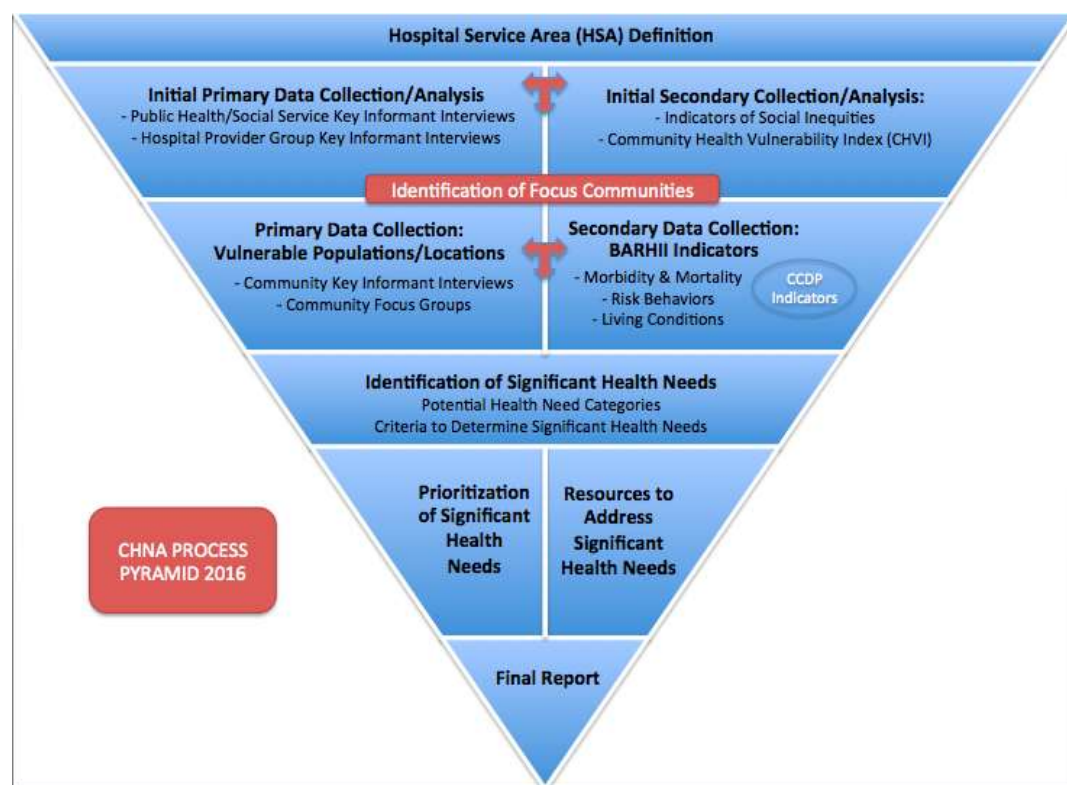 Hospital Service Area (HSA) Definition
Initial Primary Data Collection/Analysis
- Public Health/Social Service Key Informant Interviews
- Hospital Provider Group Key Informant Interviews
Initial Secondary Collection/Analysis:
- Indicators of Social Inequities
- Community Health Vulnerability Index (CHVI)
Identification of Focus Communities
Primary Data Collection:
Vulnerable Populations/Locations
- Community Key Informant Interviews
- Community Focus Groups
Secondary Data Collection:
BARHII Indicators
- Morbidity & Mortality
- Risk Behaviors
- Living Conditions
CCDP
Indicators
Identification of Significant Health Needs
Potential Health Need Categories
Criteria to Determine Significant Health Needs
Prioritization
of Significant
Health
Needs
Resources to
Address
Significant
Health Needs
CHNA PROCESS
PYRAMID 2016
Final Report